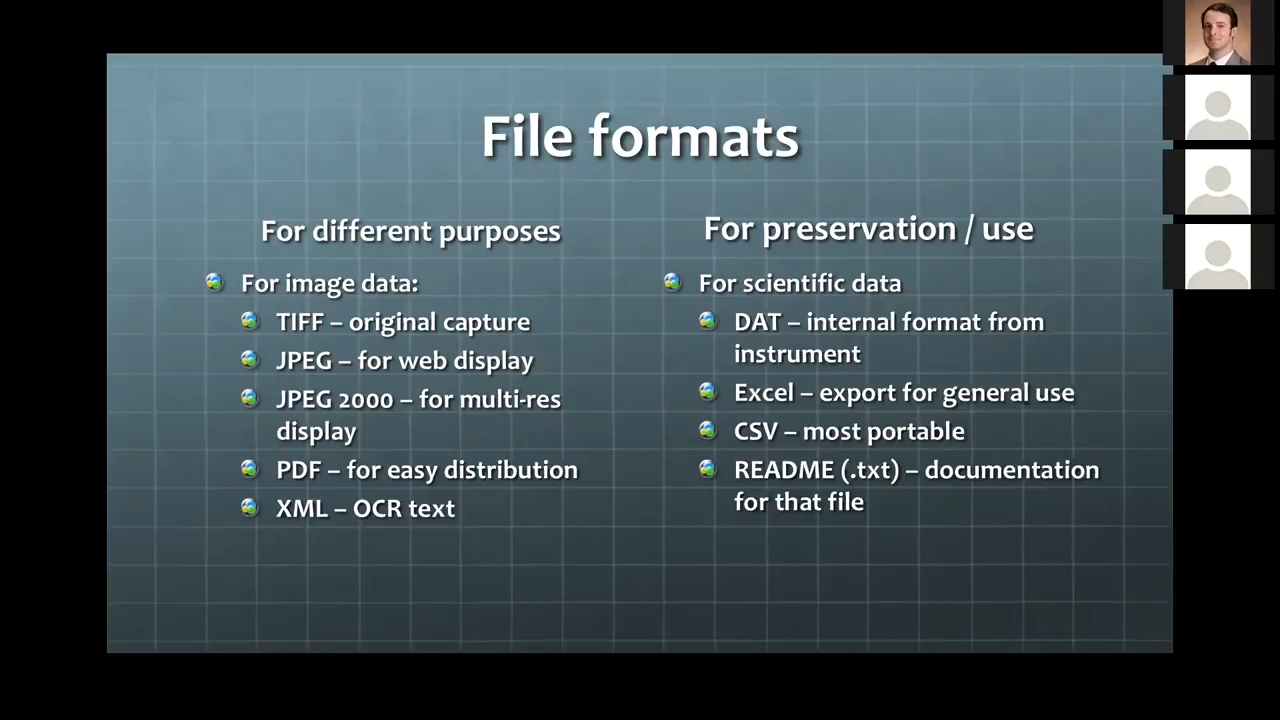 File formats
For different purposes
For image data:
TIFF – original capture
JPEG – for web display
JPEG 2000 – for multi-res
display
PDF – for easy distribution
XML – OCR text
For preservation / use
For scientific data
DAT – internal format from
instrument
Excel – export for general use
CSV – most portable
README (.txt) – documentation
for that file